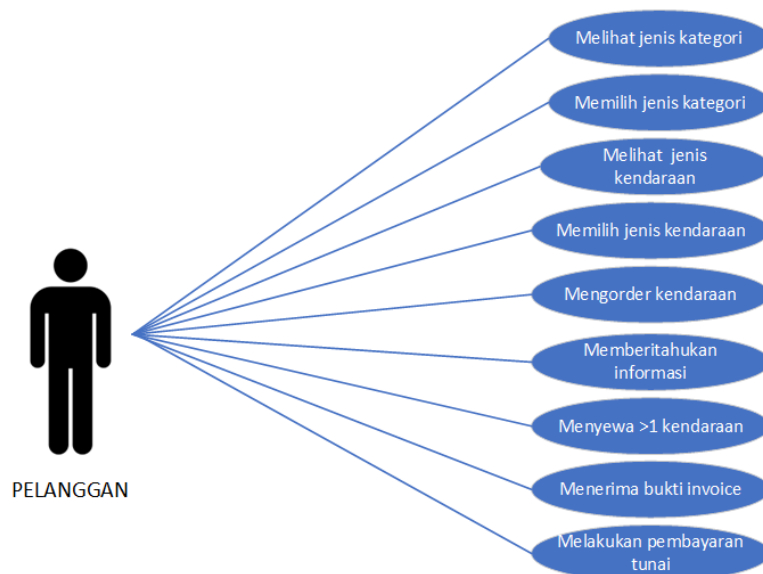 Melihat jenis kategori
Memilih jenis kategori
Melihat jenis
kendaraan
Memilih jenis kendaraan
Mengorder kendaraan
Memberitahukan
informasi
Menyewa >1 kendaraan
Menerima bukti invoice
Melakukan pembayaran
tunai
PELANGGAN